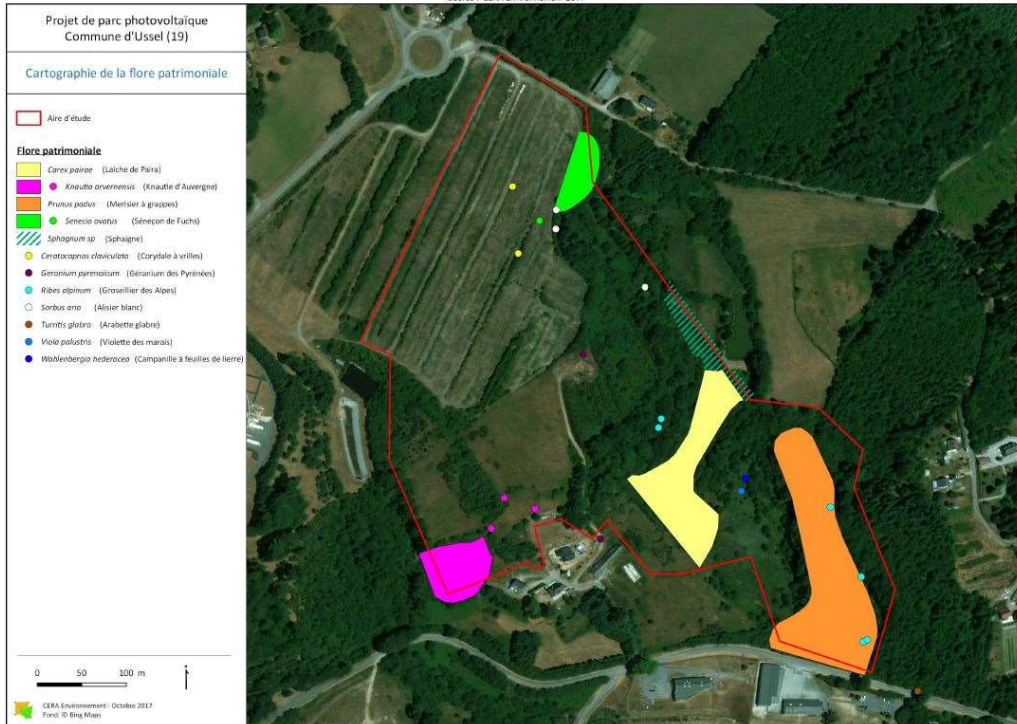 Projet de parc photovoltaïque
Commune d'Ussel (19)
Cartographie de la flore patrimoniale
Aire d'étude
Flore patrimoniale
Carex pairae (Laîche de Paira)
Knautia arvernensis (Knautie d'Auvergne)
Prunus padus (Merisier à grappes)
Senecio ovatus (Séneçon de Fuchs)
Sphagnum sp (Sphaigne)
Ceratocapnos claviculata (Corydale à vrilles)
Geranium pyrenaicum (Géranium des Pyrénées)
Ribes alpinum (Groseillier des Alpes)
Sorbus aria (Alisier blanc)
Turritis glabra (Arabette glabre)
Viola palustris (Violette des marais)
Wahlenbergia hederacea (Campanille à feuilles de lierre)
0 50 100 m
CERA Environnement - Octobre 2017
Fond: © Bing Maps